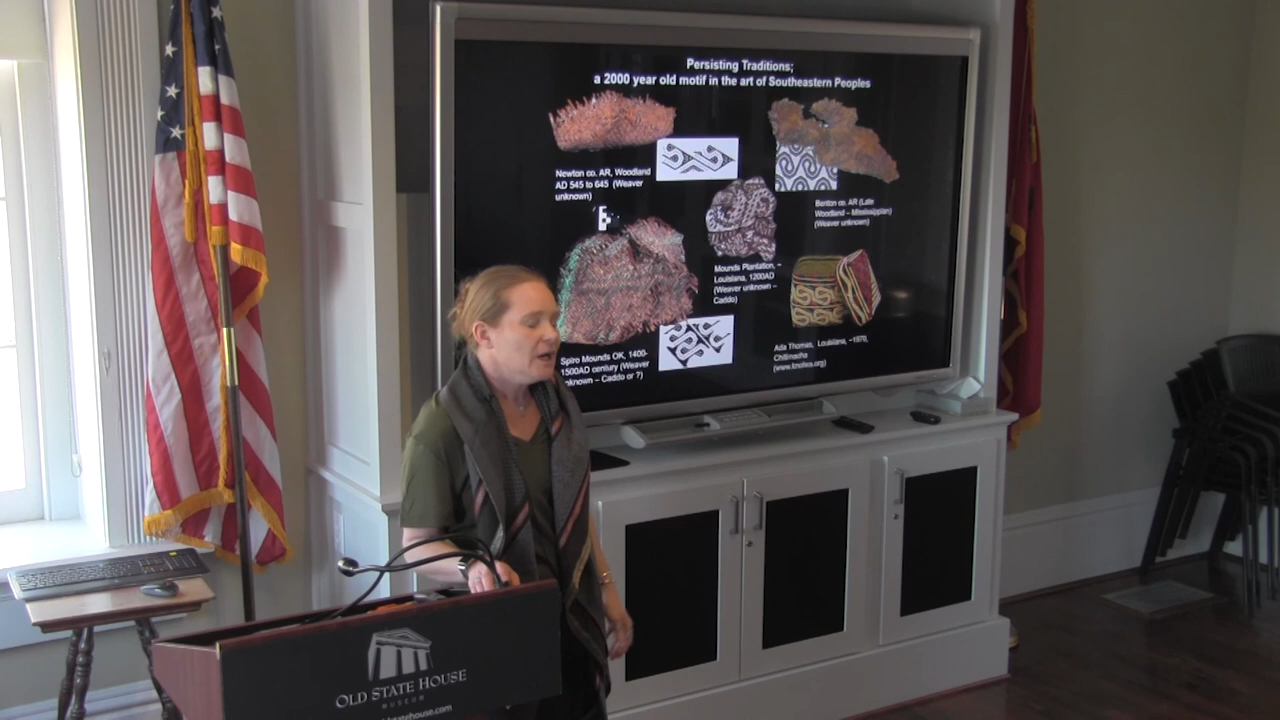 Persisting Traditions;
a 2000 year old motif in the art of Southeastern Peoples
Newton co. AR, Woodland
AD 545 to 645 (Weaver
unknown)
Benton co. AR (Late
Woodland – Mississippian)
(Weaver unknown)
Mounds Plantation, –
Louisiana, 1200AD
(Weaver unknown –
Caddo)
Spiro Mounds OK, 1400-
1500AD century (Weaver
unknown – Caddo or ?)
Ada Thomas, Louisiana, ~1970,
Chitimacha
OLD STATE HOUSE
MUSEUM